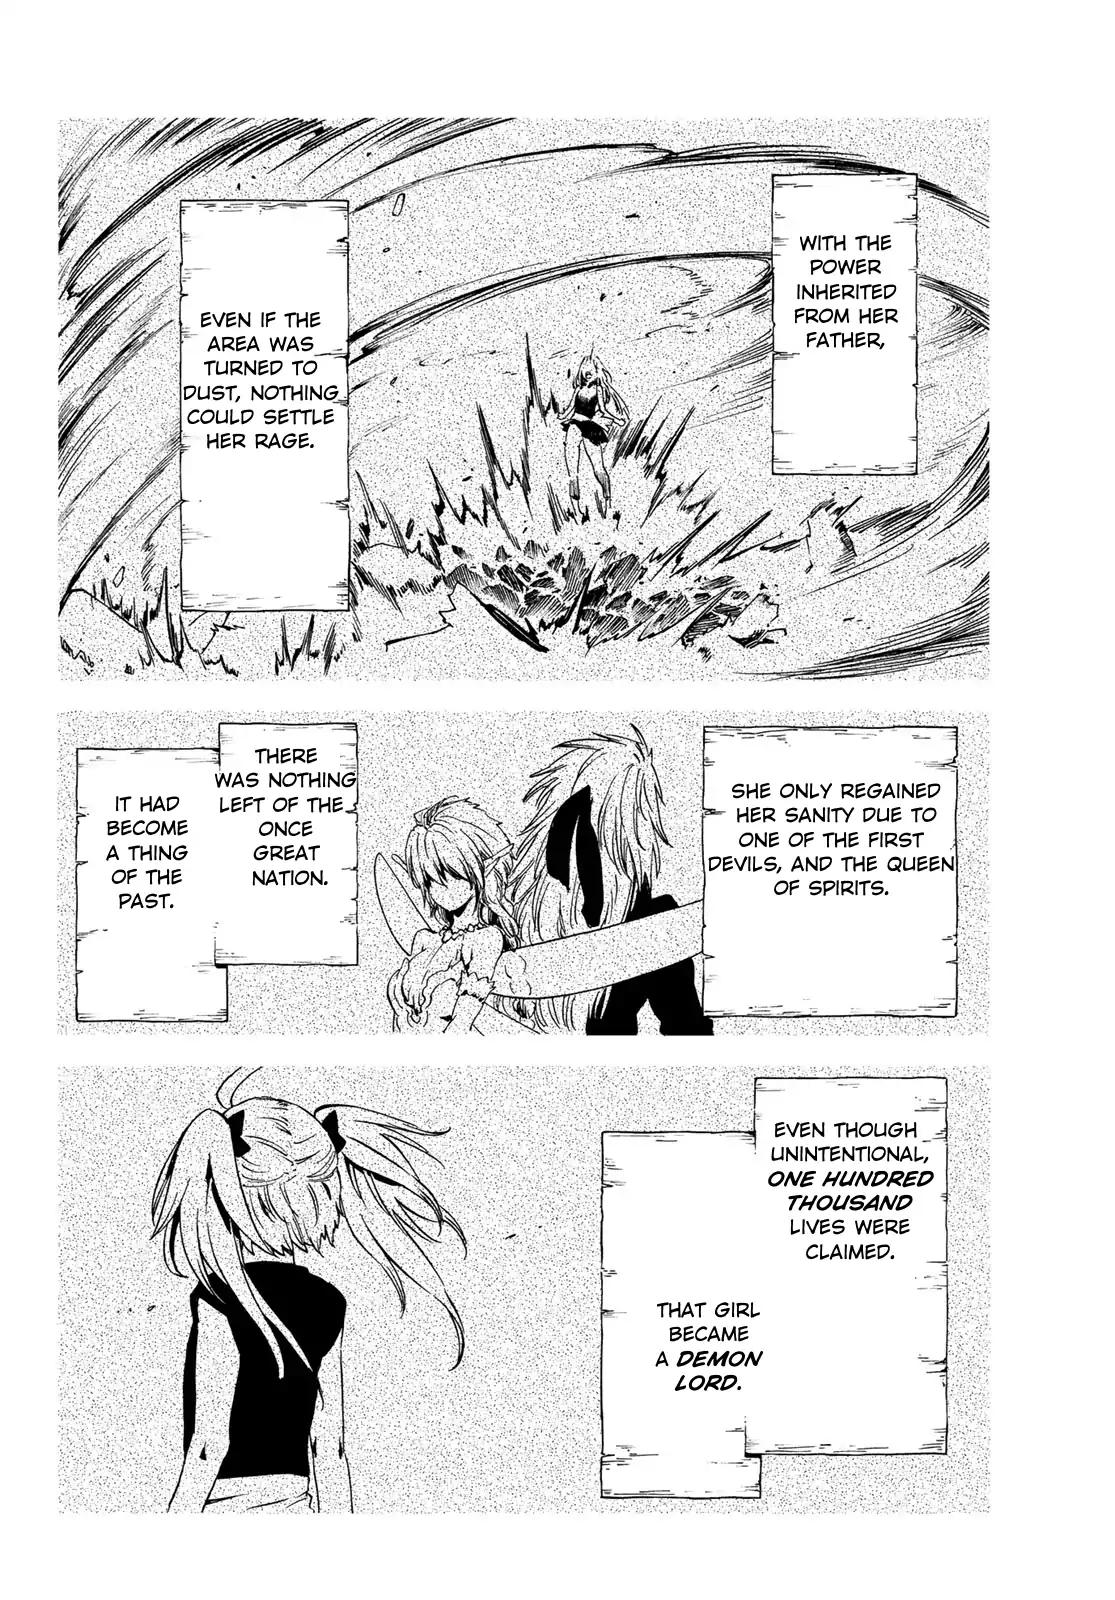 WITH THE
POWER
INHERITED
FROM HER
FATHER,
EVEN IF THE
AREA WAS
TURNED TO
DUST, NOTHING
COULD SETTLE
HER RAGE.
SHE ONLY REGAINED
HER SANITY DUE TO
ONE OF THE FIRST
DEVILS, AND THE QUEEN
OF SPIRITS.
THERE
WAS NOTHING
LEFT OF THE
ONCE
GREAT
NATION.
IT HAD
BECOME
A THING
OF THE
PAST.
EVEN THOUGH
UNINTENTIONAL,
ONE HUNDRED
THOUSAND
LIVES WERE
CLAIMED.
THAT GIRL
BECAME
A DEMON
LORD.